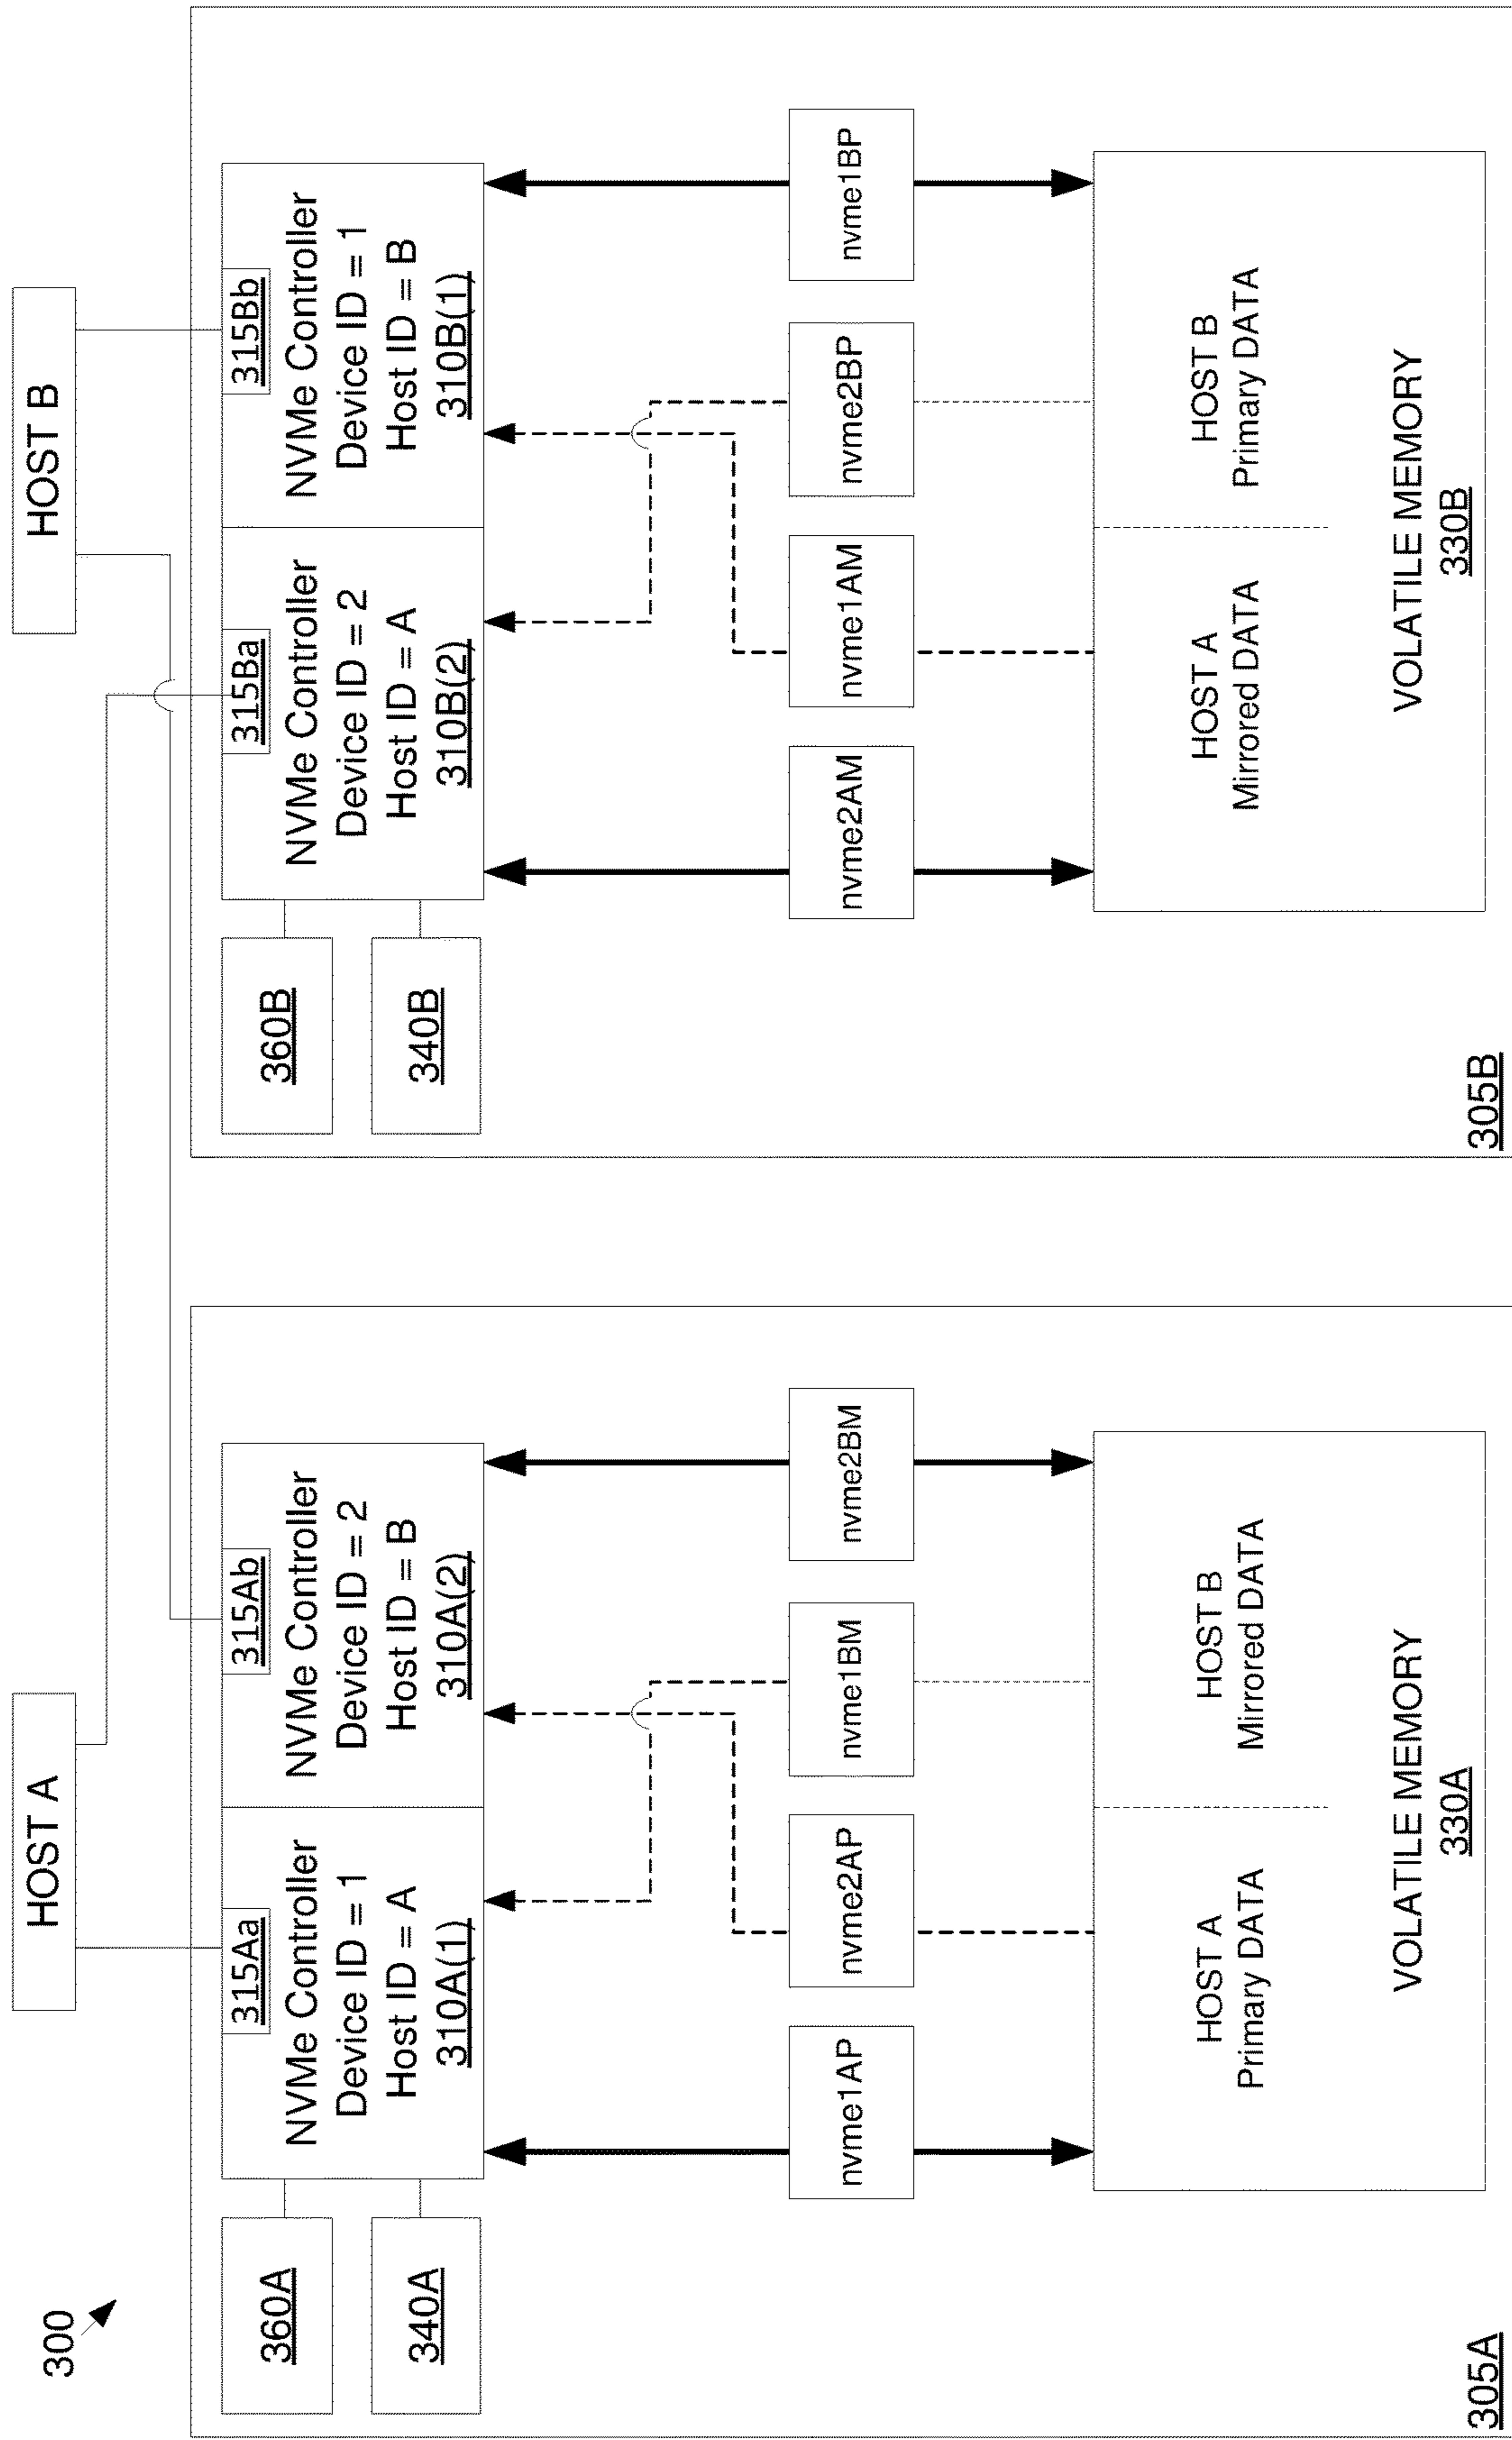 300
HOST A
HOST B
360A
340A
315Aa
NVMe Controller
Device ID = 1
Host ID = A
310A(1)
315Ab
NVMe Controller
Device ID = 2
Host ID = B
310A(2)
nvme1AP
nvme2AP
nvme1BM
nvme2BM
HOST A
Primary DATA
HOST B
Mirrored DATA
VOLATILE MEMORY
330A
305A
360B
340B
315Ba
NVMe Controller
Device ID = 2
Host ID = A
310B(2)
315Bb
NVMe Controller
Device ID = 1
Host ID = B
310B(1)
nvme2AM
nvme1AM
nvme2BP
nvme1BP
HOST A
Mirrored DATA
HOST B
Primary DATA
VOLATILE MEMORY
330B
305B